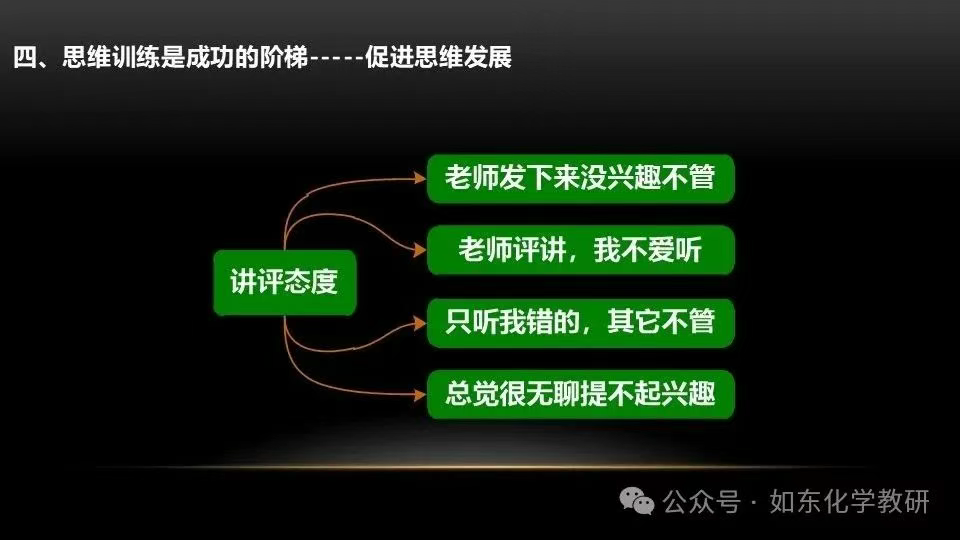 四、思维训练是成功的阶梯-----促进思维发展
老师发下来没兴趣不管
老师评讲，我不爱听
讲评态度
只听我错的，其它不管
总觉很无聊提不起兴趣
公众号 · 如东化学教研